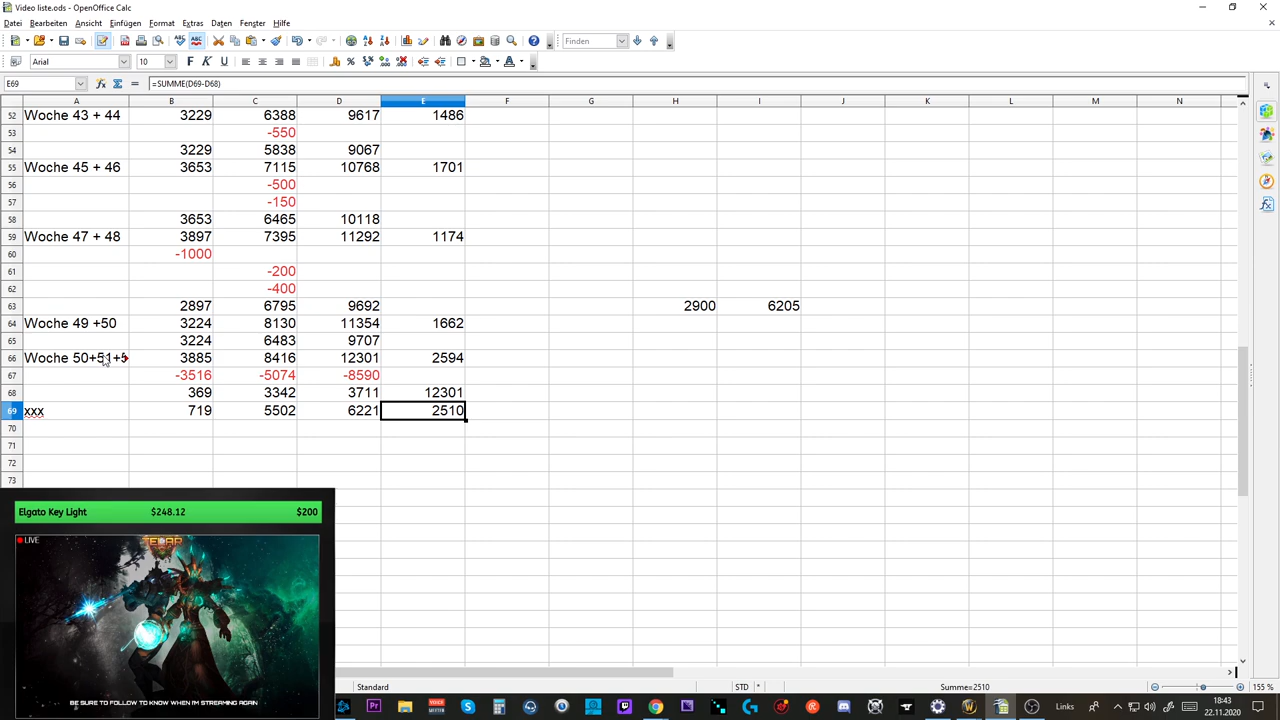 Video liste.ods - OpenOffice Calc
Datei Bearbeiten Ansicht Einfügen Format Extras Daten Fenster Hilfe
Finden
Arial 10
E69 =SUMME(D69-D68)
A B C D E F G H I J K L M N
52 Woche 43 + 44 3229 6388 9617 1486
53 -550
54 3229 5838 9067
55 Woche 45 + 46 3653 7115 10768 1701
56 -500
57 -150
58 3653 6465 10118
59 Woche 47 + 48 3897 7395 11292 1174
60 -1000
61 -200
62 -400
63 2897 6795 9692 2900 6205
64 Woche 49 +50 3224 8130 11354 1662
65 3224 6483 9707
66 Woche 50+51+5 3885 8416 12301 2594
67 -3516 -5074 -8590
68 369 3342 3711 12301
69 xxx 719 5502 6221 2510
70
71
72
73
Elgato Key Light $248.12 $200
LIVE
BE SURE TO FOLLOW TO KNOW WHEN I'M STREAMING AGAIN
Standard STD * Summe=2510 155 %
Links 18:43
22.11.2020